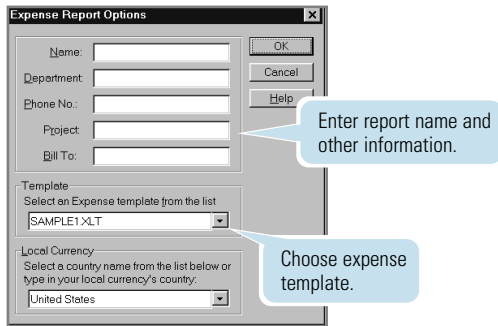 Expense Report Options
Name:
OK
Department:
Cancel
Phone No.:
Help
Project:
Bill To:
Enter report name and
other information.
Template
Select an Expense template from the list
SAMPLE1.XLT
Choose expense
template.
Local Currency
Select a country name from the list below or
type in your local currency's country:
United States